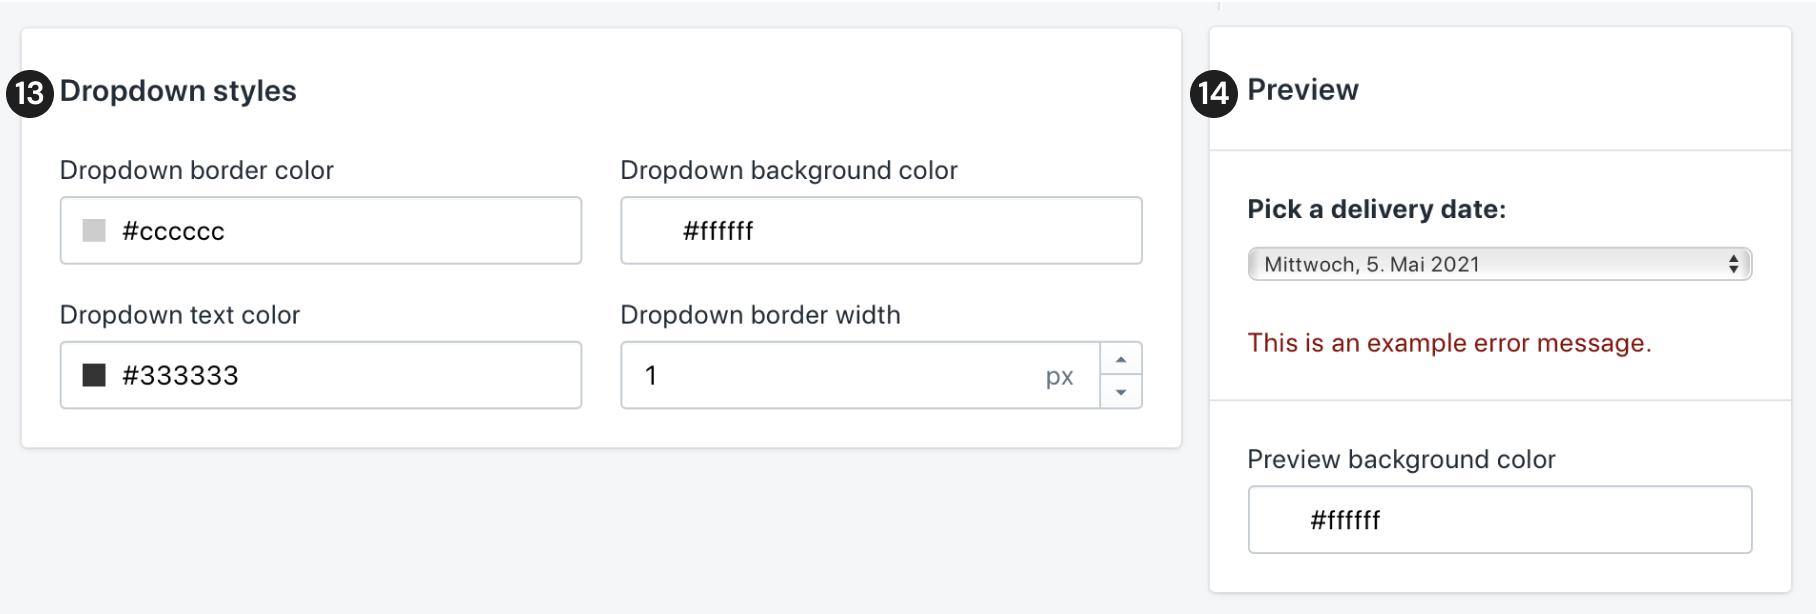 13 Dropdown styles
Dropdown border color
#cccccc
Dropdown background color
#ffffff
Dropdown text color
#333333
Dropdown border width
1 px
14 Preview
Pick a delivery date:
Mittwoch, 5. Mai 2021
This is an example error message.
Preview background color
#ffffff